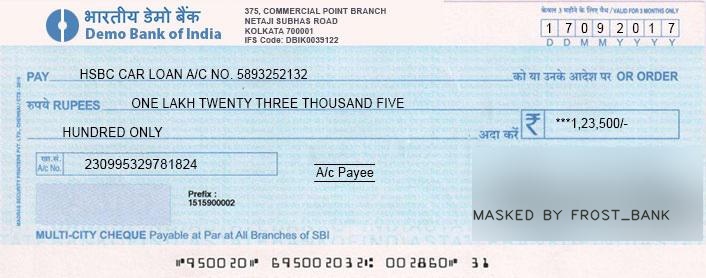 भारतीय डेमो बैंक
Demo Bank of India
375, COMMERCIAL POINT BRANCH
NETAJI SUBHAS ROAD
KOLKATA 700001
IFS Code: DBIK0039122
केवल 3 महीने के लिए वैध / VALID FOR 3 MONTHS ONLY
1 7 0 9 2 0 1 7
D D M M Y Y Y Y
PAY HSBC CAR LOAN A/C NO. 5893252132 को या उनके आदेश पर OR ORDER
रुपये RUPEES ONE LAKH TWENTY THREE THOUSAND FIVE
HUNDRED ONLY अदा करें ₹ ***1,23,500/-
खा.सं.
A/c No. 230995329781824
A/c Payee
Prefix :
1515900002
MASKED BY FROST_BANK
MULTI-CITY CHEQUE Payable at Par at All Branches of SBI
⑈950020⑈ 695002032⑆ 002860⑈ 31